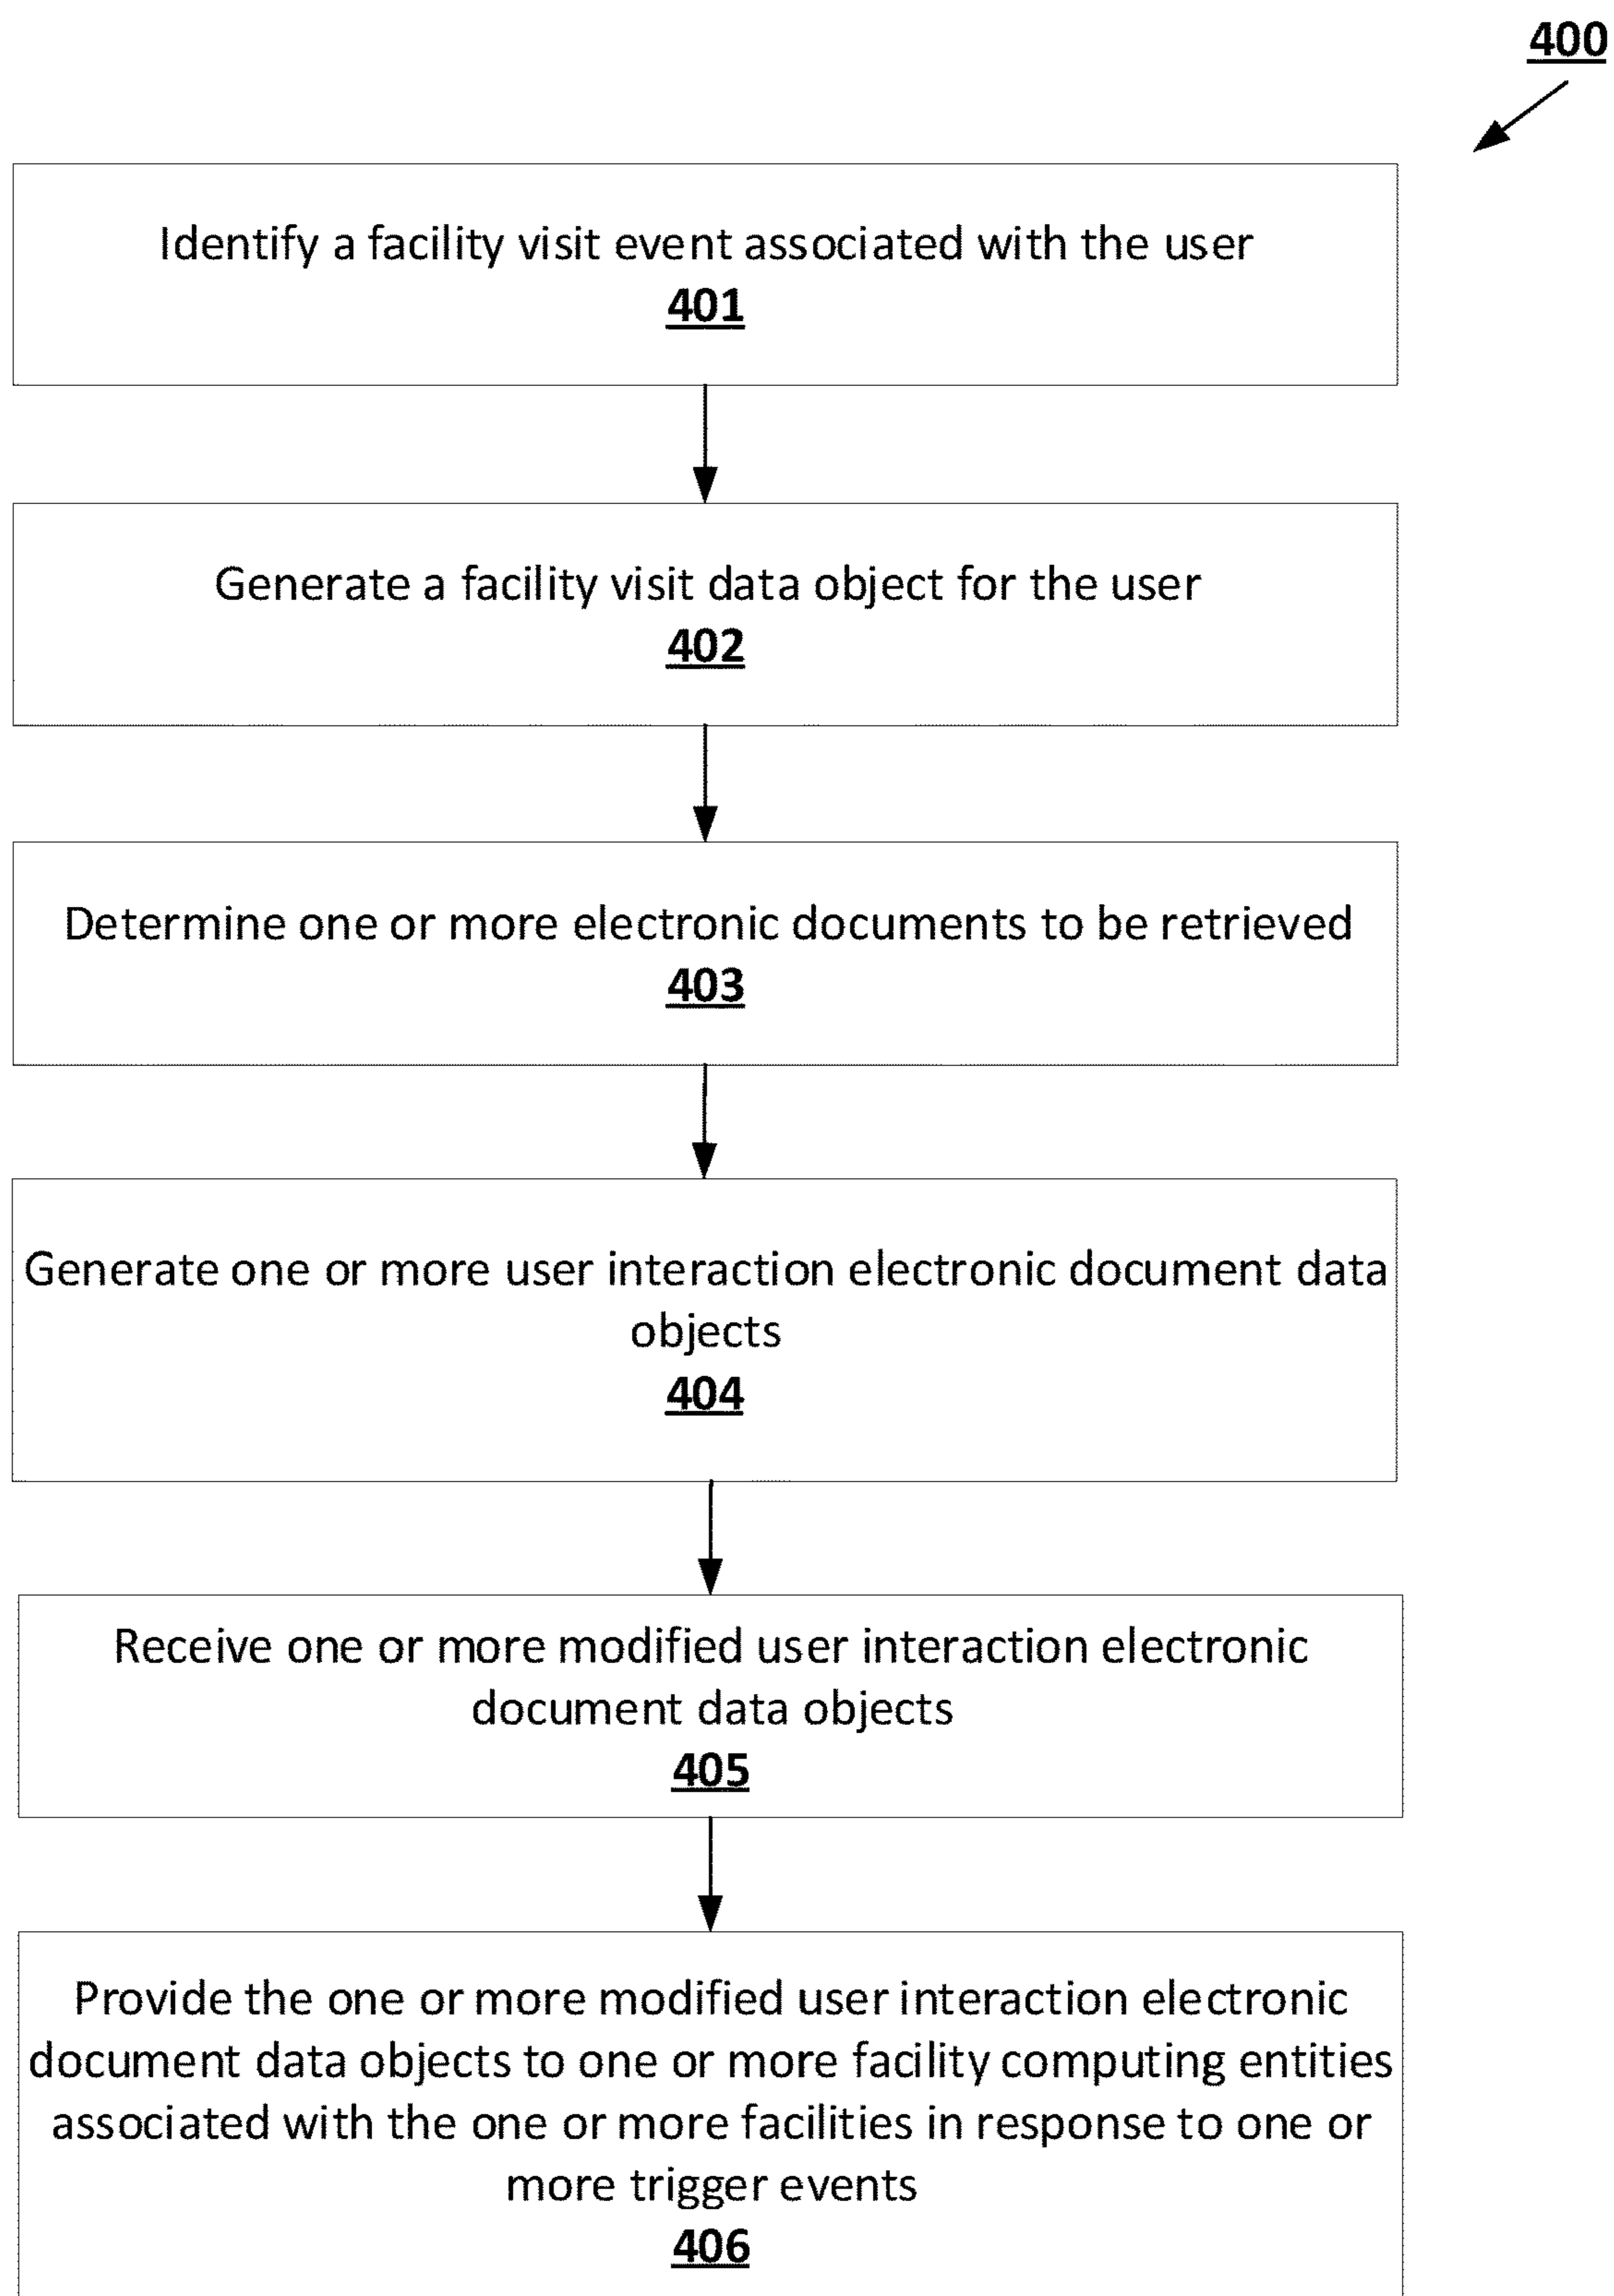 400
Identify a facility visit event associated with the user
401
Generate a facility visit data object for the user
402
Determine one or more electronic documents to be retrieved
403
Generate one or more user interaction electronic document data
objects
404
Receive one or more modified user interaction electronic
document data objects
405
Provide the one or more modified user interaction electronic
document data objects to one or more facility computing entities
associated with the one or more facilities in response to one or
more trigger events
406